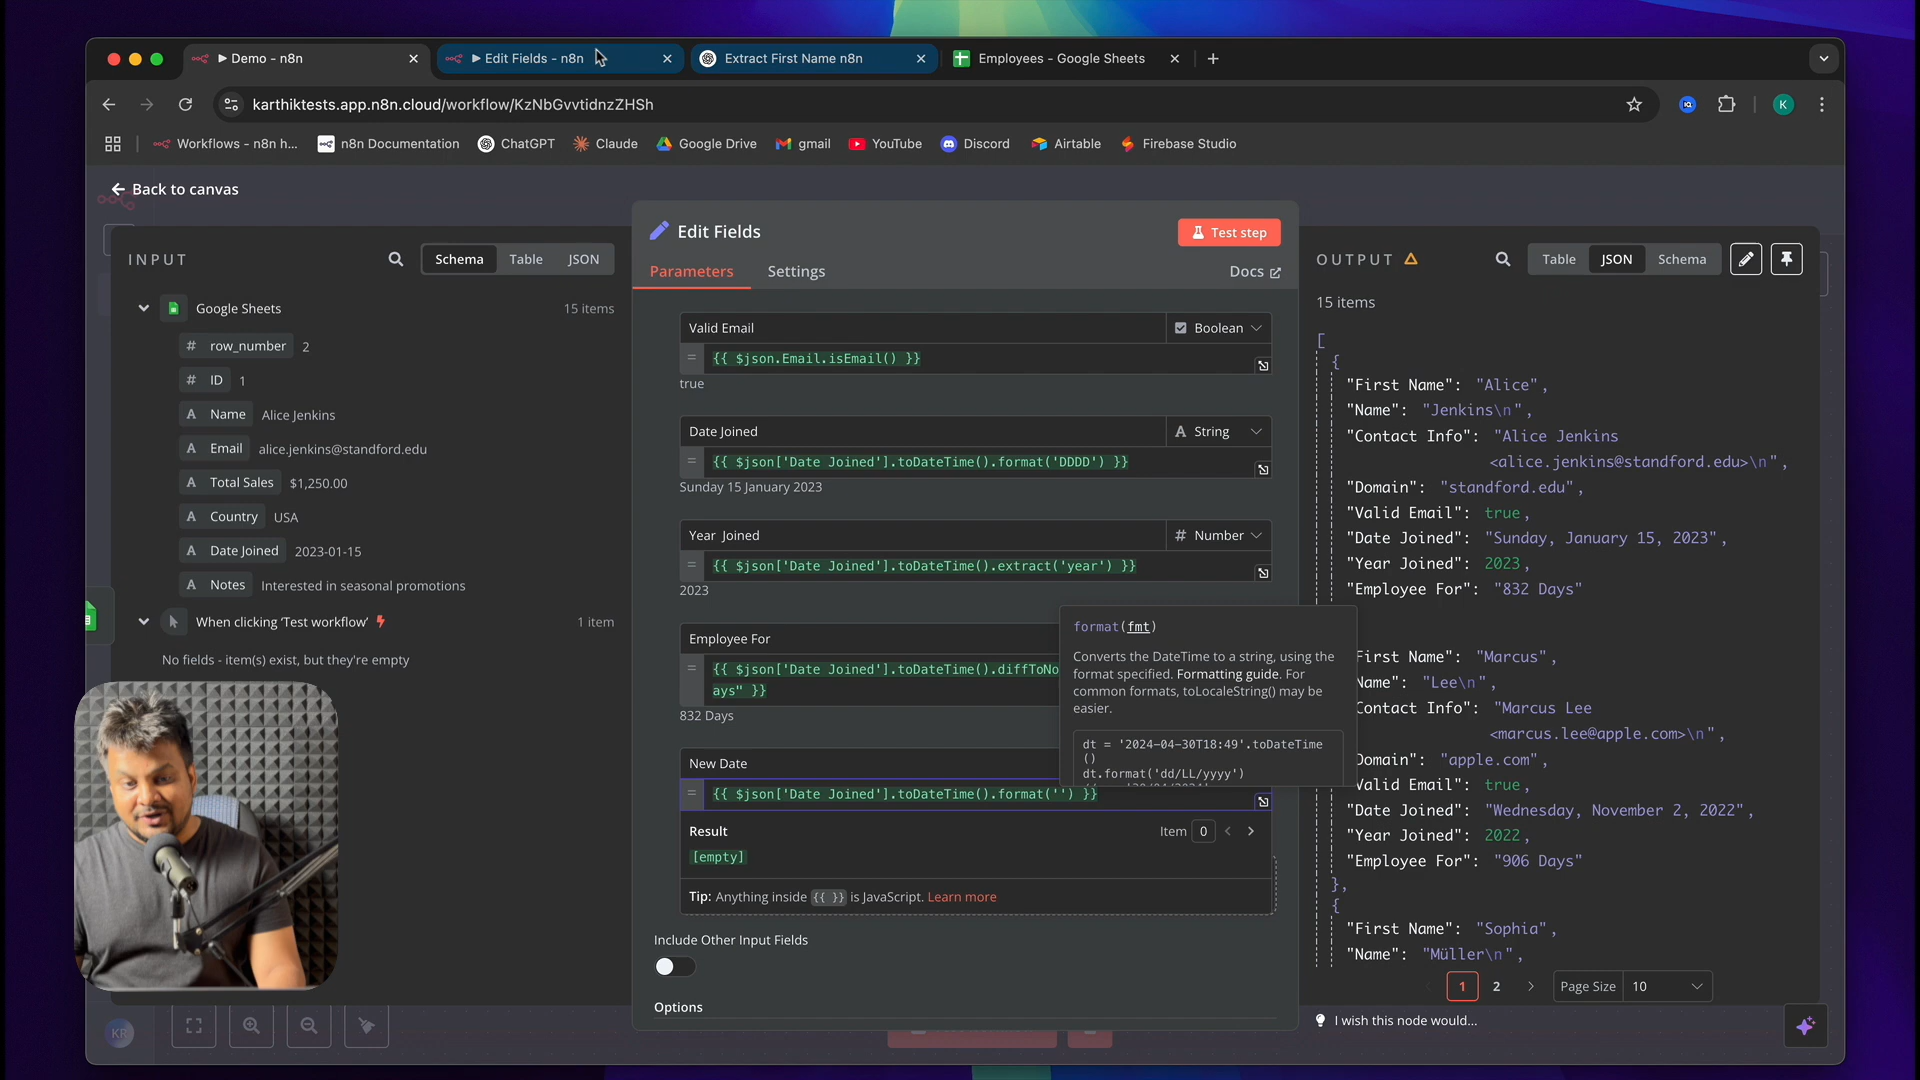 Demo - n8n
Edit Fields - n8n
Extract First Name n8n
Employees - Google Sheets
karthiktests.app.n8n.cloud/workflow/KzNbGvvtidnzZHSh
K
Workflows - n8n h...
n8n Documentation
ChatGPT
Claude
Google Drive
gmail
YouTube
Discord
Airtable
Firebase Studio
Back to canvas
INPUT
Schema
Table
JSON
Google Sheets
15 items
# row_number 2
# ID 1
A Name Alice Jenkins
A Email alice.jenkins@standford.edu
A Total Sales $1,250.00
A Country USA
A Date Joined 2023-01-15
A Notes Interested in seasonal promotions
When clicking ‘Test workflow’
1 item
No fields - item(s) exist, but they're empty
KR
Edit Fields
Test step
Parameters
Settings
Docs
Valid Email
Boolean
= {{ $json.Email.isEmail() }}
true
Date Joined
A String
= {{ $json['Date Joined'].toDateTime().format('DDDD') }}
Sunday 15 January 2023
Year Joined
# Number
= {{ $json['Date Joined'].toDateTime().extract('year') }}
2023
Employee For
= {{ $json['Date Joined'].toDateTime().diffToNo
ays" }}
832 Days
New Date
= {{ $json['Date Joined'].toDateTime().format('') }}
Result
Item 0
[empty]
Tip: Anything inside {{ }} is JavaScript. Learn more
Include Other Input Fields
Options
format(fmt)
Converts the DateTime to a string, using the
format specified. Formatting guide. For
common formats, toLocaleString() may be
easier.
dt = '2024-04-30T18:49'.toDateTime
()
dt.format('dd/LL/yyyy')
OUTPUT
Table
JSON
Schema
15 items
[
{
"First Name": "Alice",
"Name": "Jenkins\n",
"Contact Info": "Alice Jenkins
<alice.jenkins@standford.edu>\n",
"Domain": "standford.edu",
"Valid Email": true,
"Date Joined": "Sunday, January 15, 2023",
"Year Joined": 2023,
"Employee For": "832 Days"
First Name": "Marcus",
Name": "Lee\n",
Contact Info": "Marcus Lee
<marcus.lee@apple.com>\n",
Domain": "apple.com",
Valid Email": true,
"Date Joined": "Wednesday, November 2, 2022",
"Year Joined": 2022,
"Employee For": "906 Days"
},
{
"First Name": "Sophia",
"Name": "Müller\n",
1
2
Page Size
10
I wish this node would...